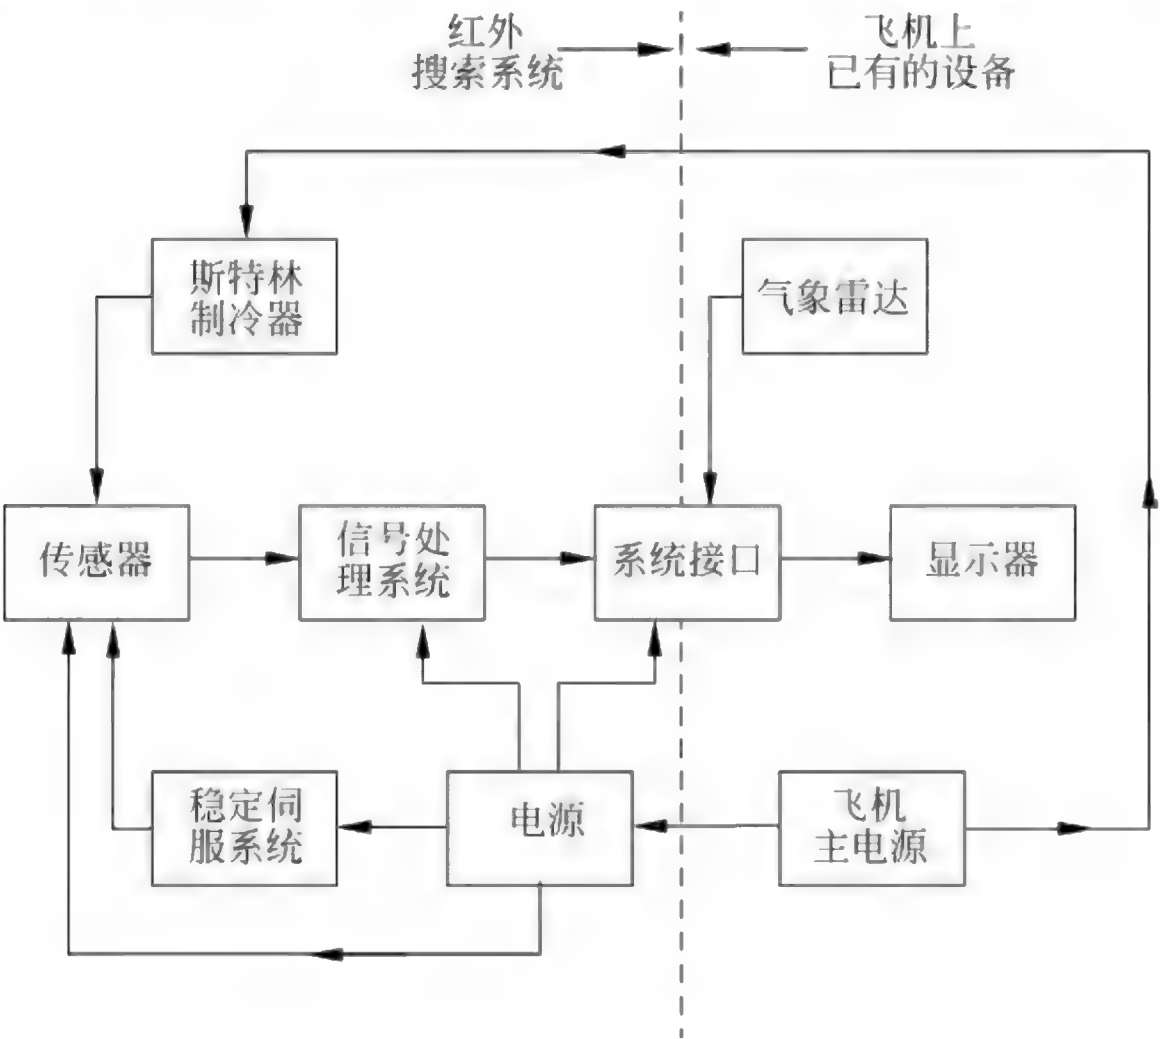 红外
搜索系统
飞机上
已有的设备
斯特林
制冷器
气象雷达
传感器
信号处
理系统
系统接口
显示器
稳定伺
服系统
电源
飞机
主电源